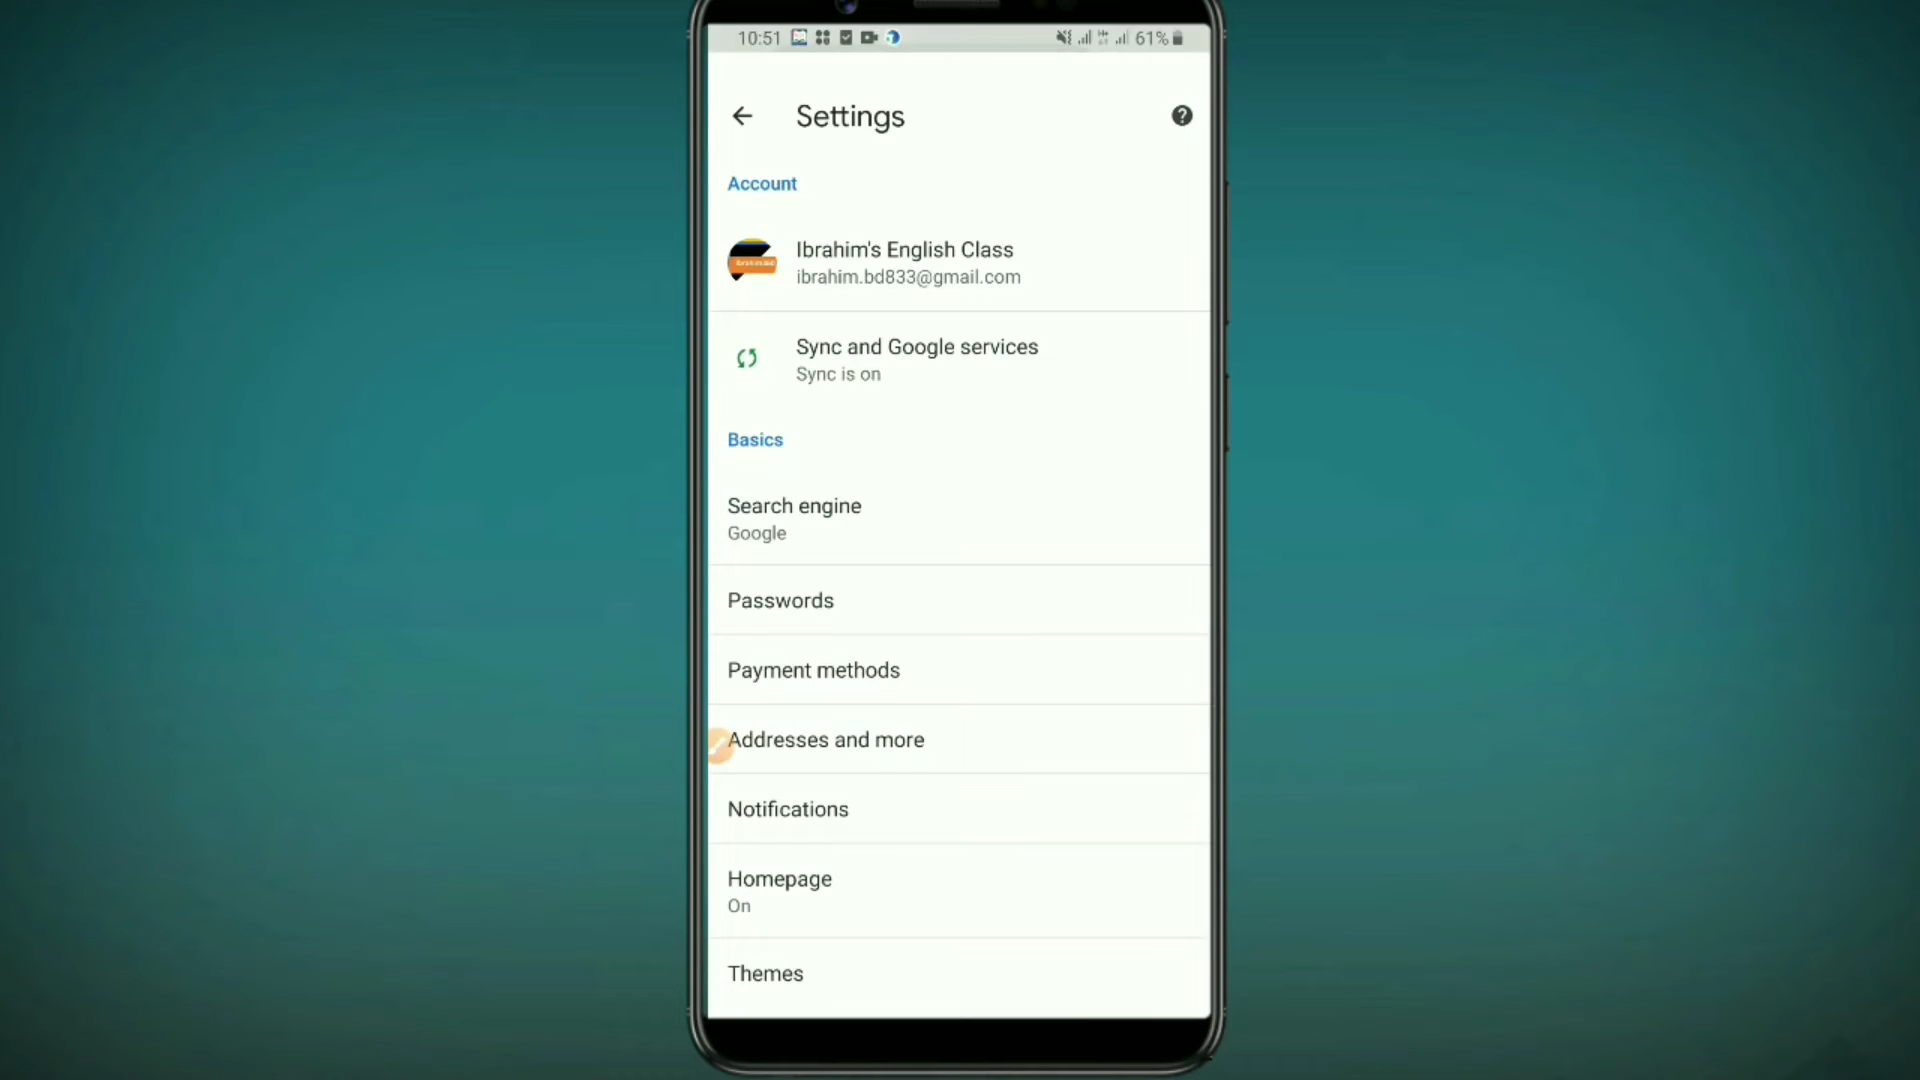 10:51 61%
Settings
Account
Ibrahim's English Class
ibrahim.bd833@gmail.com
Sync and Google services
Sync is on
Basics
Search engine
Google
Passwords
Payment methods
Addresses and more
Notifications
Homepage
On
Themes